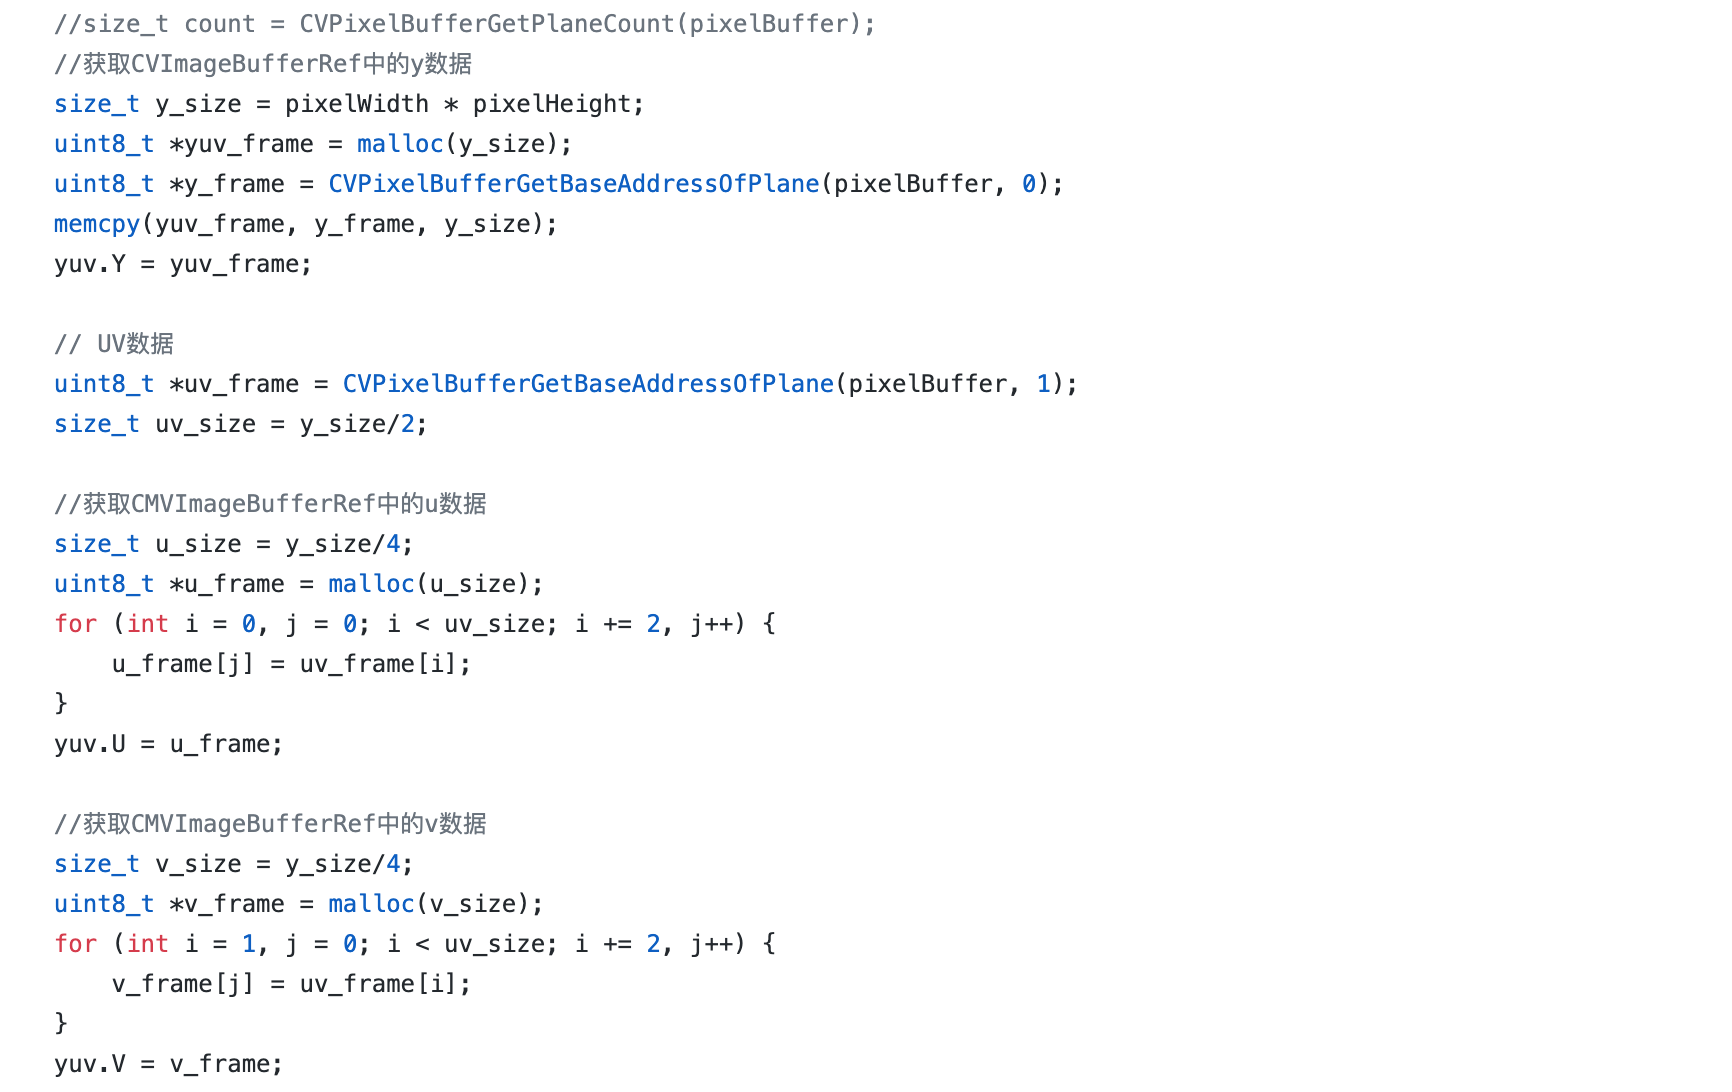 //size_t count = CVPixelBufferGetPlaneCount(pixelBuffer);
//获取CVImageBufferRef中的y数据
size_t y_size = pixelWidth * pixelHeight;
uint8_t *yuv_frame = malloc(y_size);
uint8_t *y_frame = CVPixelBufferGetBaseAddressOfPlane(pixelBuffer, 0);
memcpy(yuv_frame, y_frame, y_size);
yuv.Y = yuv_frame;
// UV数据
uint8_t *uv_frame = CVPixelBufferGetBaseAddressOfPlane(pixelBuffer, 1);
size_t uv_size = y_size/2;
//获取CMVImageBufferRef中的u数据
size_t u_size = y_size/4;
uint8_t *u_frame = malloc(u_size);
for (int i = 0, j = 0; i < uv_size; i += 2, j++) {
    u_frame[j] = uv_frame[i];
}
yuv.U = u_frame;
//获取CMVImageBufferRef中的v数据
size_t v_size = y_size/4;
uint8_t *v_frame = malloc(v_size);
for (int i = 1, j = 0; i < uv_size; i += 2, j++) {
    v_frame[j] = uv_frame[i];
}
yuv.V = v_frame;